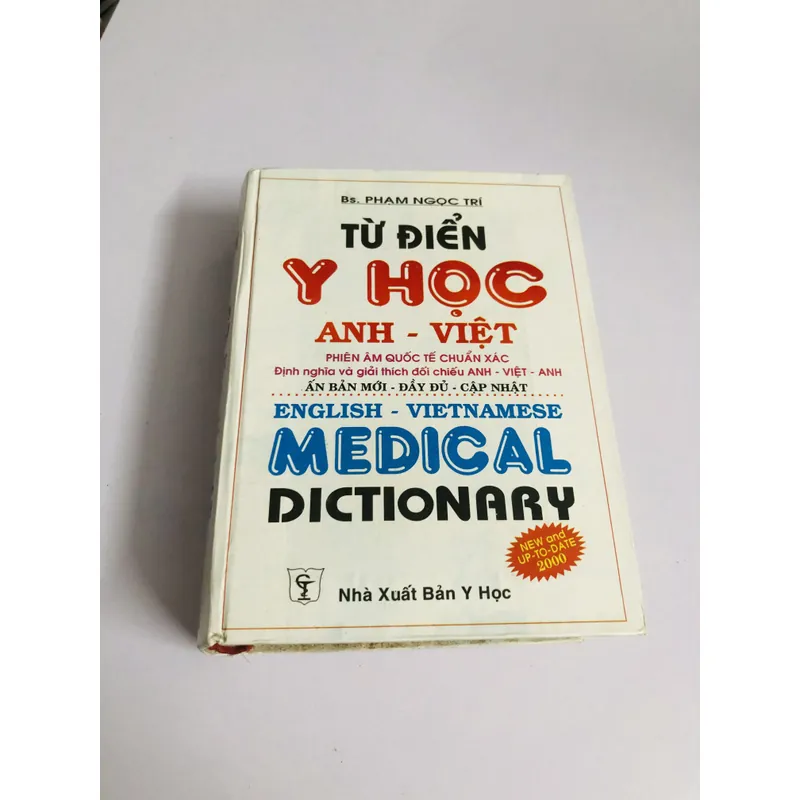 Bs. PHẠM NGỌC TRÍ
TỪ ĐIỂN
Y HỌC
ANH - VIỆT
PHIÊN ÂM QUỐC TẾ CHUẨN XÁC
Định nghĩa và giải thích đối chiếu ANH - VIỆT - ANH
ẤN BẢN MỚI - ĐẦY ĐỦ - CẬP NHẬT
ENGLISH - VIETNAMESE
MEDICAL
DICTIONARY
NEW and
UP-TO-DATE
2000
Nhà Xuất Bản Y Học